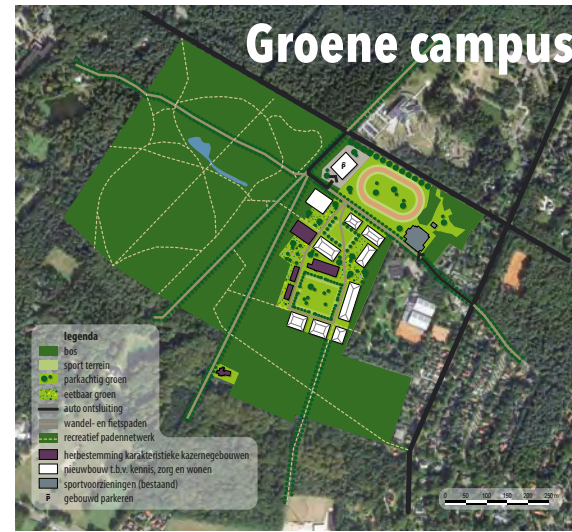 Groene campus
P
legenda
bos
sport terrein
parkachtig groen
eetbaar groen
auto ontsluiting
wandel- en fietspaden
recreatief padennetwerk
herbestemming karakteristieke kazernegebouwen
nieuwbouw t.b.v. kennis, zorg en wonen
sportvoorzieningen (bestaand)
P gebouwd parkeren
0 50 100 150 200 250 m